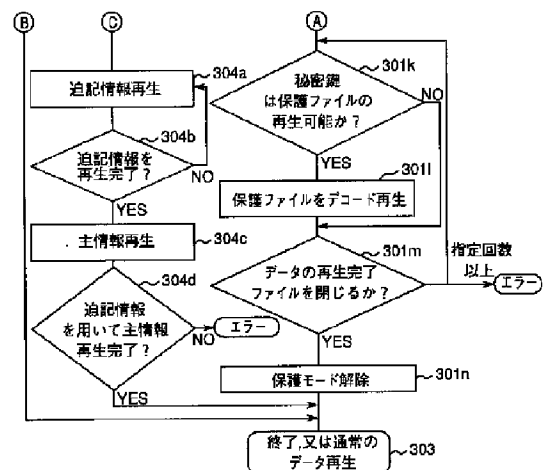 B
C
A
304a
迫記情報再生
304b
迫記情報を
再生完了？
NO
YES
主情報再生
304c
304d
迫記情報
を用いて主情報
再生完了？
NO
エラー
YES
301k
秘密鍵
は保護ファイルの
再生可能か？
NO
YES
301l
保護ファイルをデコード再生
301m
データの再生完了
ファイルを閉じるか？
指定回数
以上
エラー
YES
保護モード解除
301n
終了,又は通常の
データ再生
303